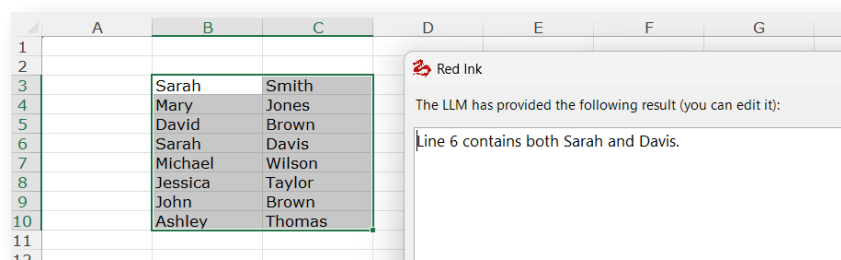 A B C D E F G
1
2
3 Sarah Smith
4 Mary Jones
5 David Brown
6 Sarah Davis
7 Michael Wilson
8 Jessica Taylor
9 John Brown
10 Ashley Thomas
11
12
Red Ink
The LLM has provided the following result (you can edit it):
Line 6 contains both Sarah and Davis.